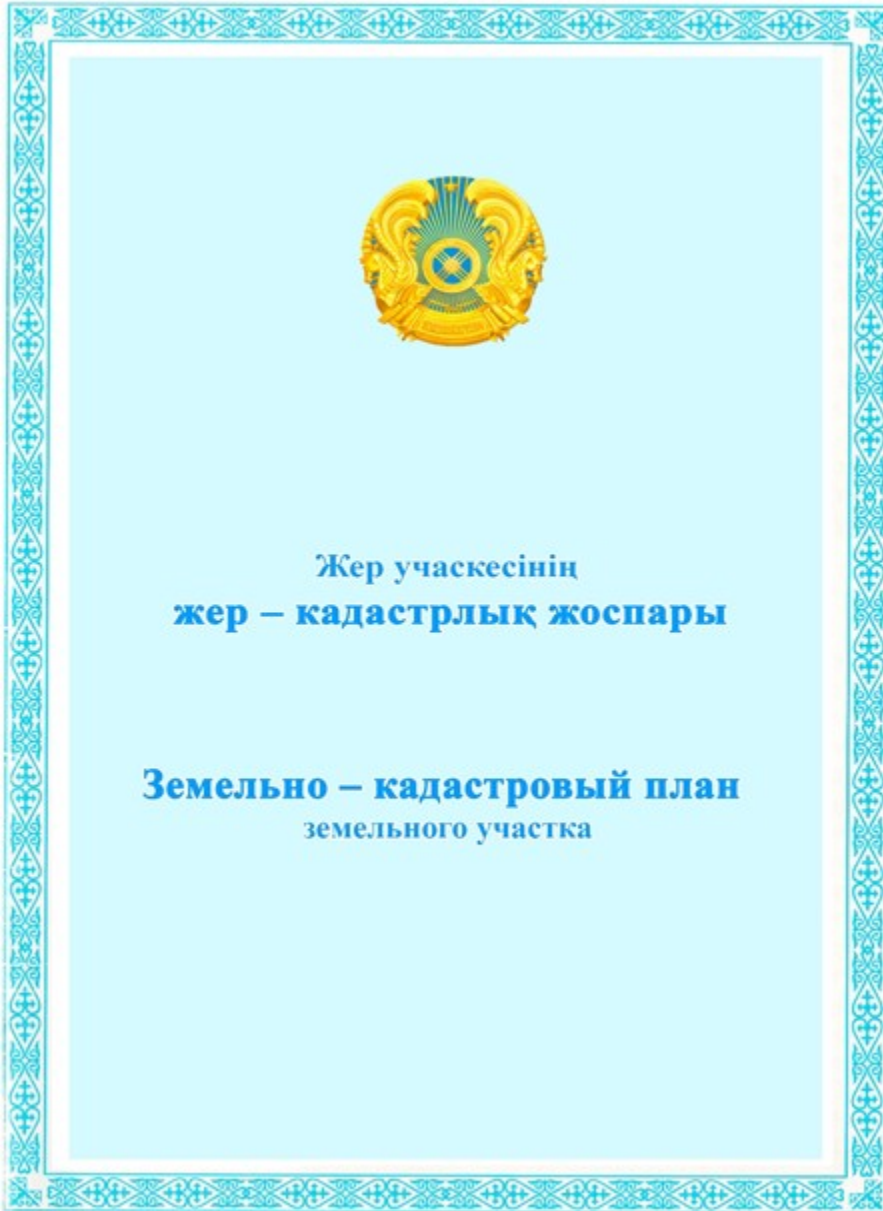 Жер учаскесінің
жер – кадастрлық жоспары
Земельно – кадастровый план
земельного участка